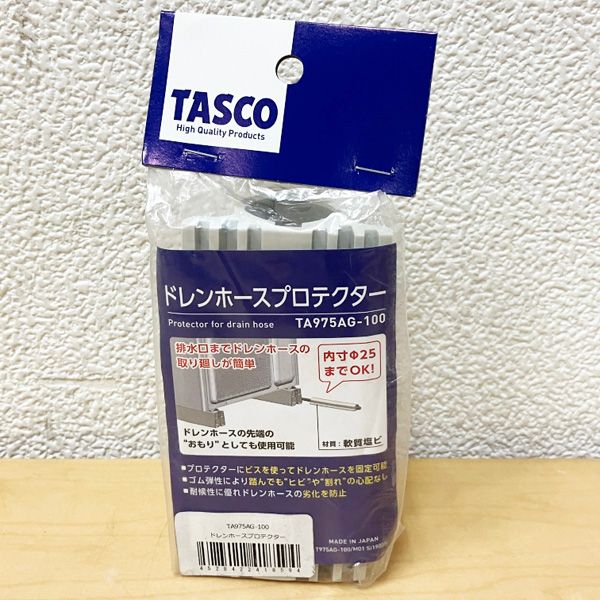 TASCO
High Quality Products
ドレンホースプロテクター
Protector for drain hose TA975AG-100
排水口までドレンホースの
取り廻しが簡単
内寸Φ25
までOK!
ドレンホースの先端の
"おもり"としても使用可能
材質:軟質塩ビ
■プロテクターにビスを使ってドレンホースを固定可能
■ゴム弾性により踏んでも"ヒビ"や"割れ"の心配なし
■耐候性に優れドレンホースの劣化を防止
MADE IN JAPAN
TA975AG-100
ドレンホースプロテクター